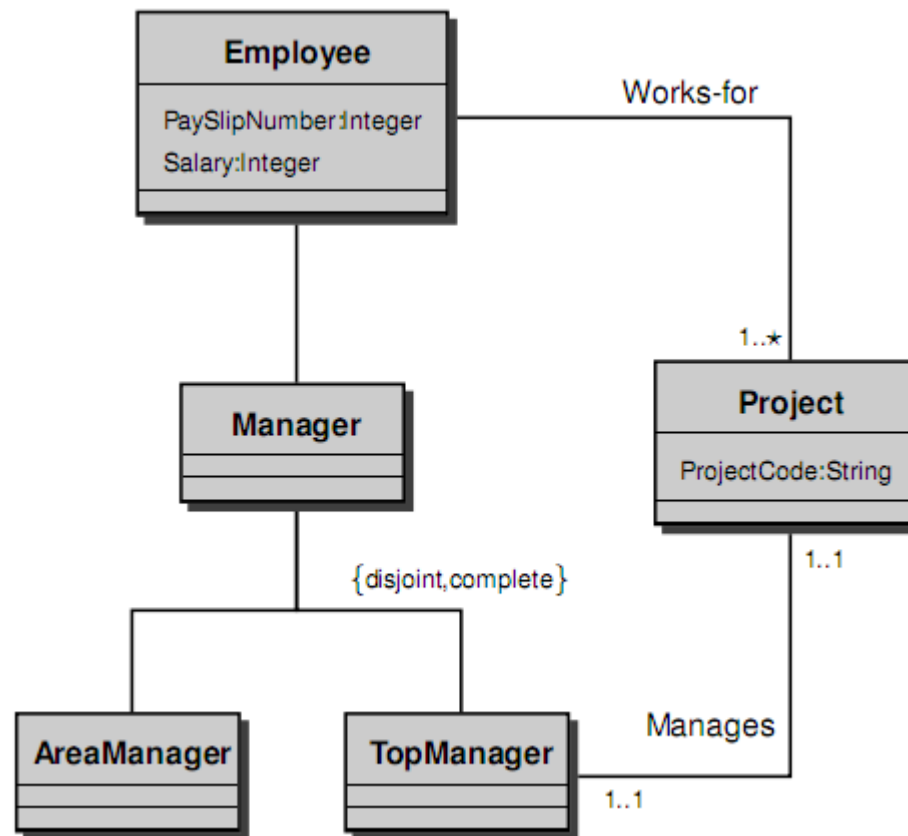 Employee
PaySlipNumber:Integer
Salary:Integer
Works-for
1..*
Manager
Project
ProjectCode:String
1..1
{disjoint,complete}
AreaManager
TopManager
Manages
1..1